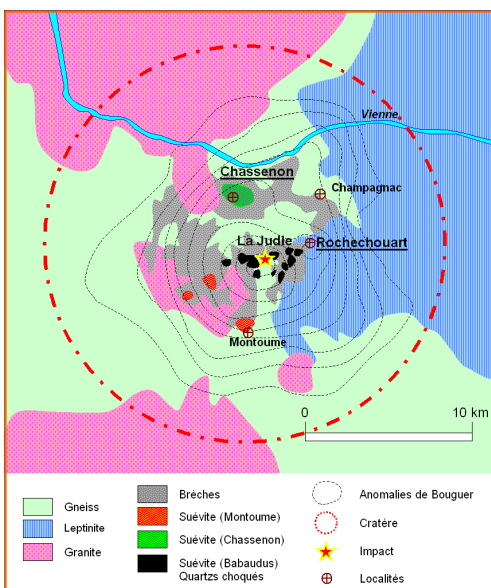 Vienne
Chassenon
Champagnac
La Judie
Rochechouart
Montoume
0 10 km
Gneiss
Leptinite
Granite
Brèches
Suévite (Montoume)
Suévite (Chassenon)
Suévite (Babaudus)
Quartzs choqués
Anomalies de Bouguer
Cratère
Impact
Localités